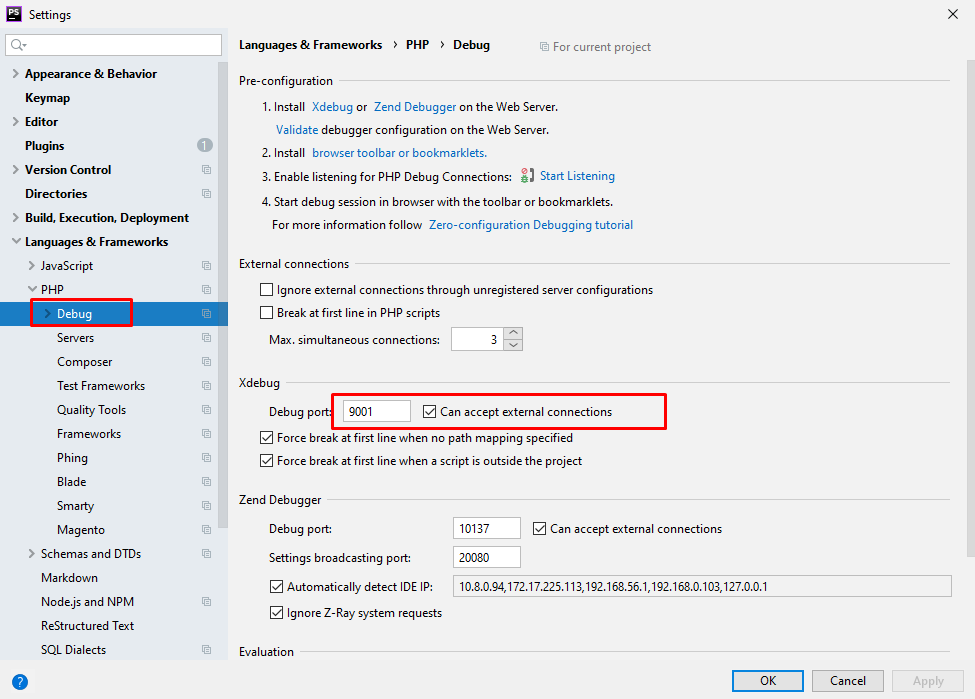 PS Settings
Languages & Frameworks › PHP › Debug For current project
Appearance & Behavior
Keymap
Editor
Plugins 1
Version Control
Directories
Build, Execution, Deployment
Languages & Frameworks
JavaScript
PHP
Debug
Servers
Composer
Test Frameworks
Quality Tools
Frameworks
Phing
Blade
Smarty
Magento
Schemas and DTDs
Markdown
Node.js and NPM
ReStructured Text
SQL Dialects
Pre-configuration
1. Install Xdebug or Zend Debugger on the Web Server.
Validate debugger configuration on the Web Server.
2. Install browser toolbar or bookmarklets.
3. Enable listening for PHP Debug Connections: Start Listening
4. Start debug session in browser with the toolbar or bookmarklets.
For more information follow Zero-configuration Debugging tutorial
External connections
Ignore external connections through unregistered server configurations
Break at first line in PHP scripts
Max. simultaneous connections: 3
Xdebug
Debug port: 9001 Can accept external connections
Force break at first line when no path mapping specified
Force break at first line when a script is outside the project
Zend Debugger
Debug port: 10137 Can accept external connections
Settings broadcasting port: 20080
Automatically detect IDE IP: 10.8.0.94,172.17.225.113,192.168.56.1,192.168.0.103,127.0.0.1
Ignore Z-Ray system requests
Evaluation
? OK Cancel Apply